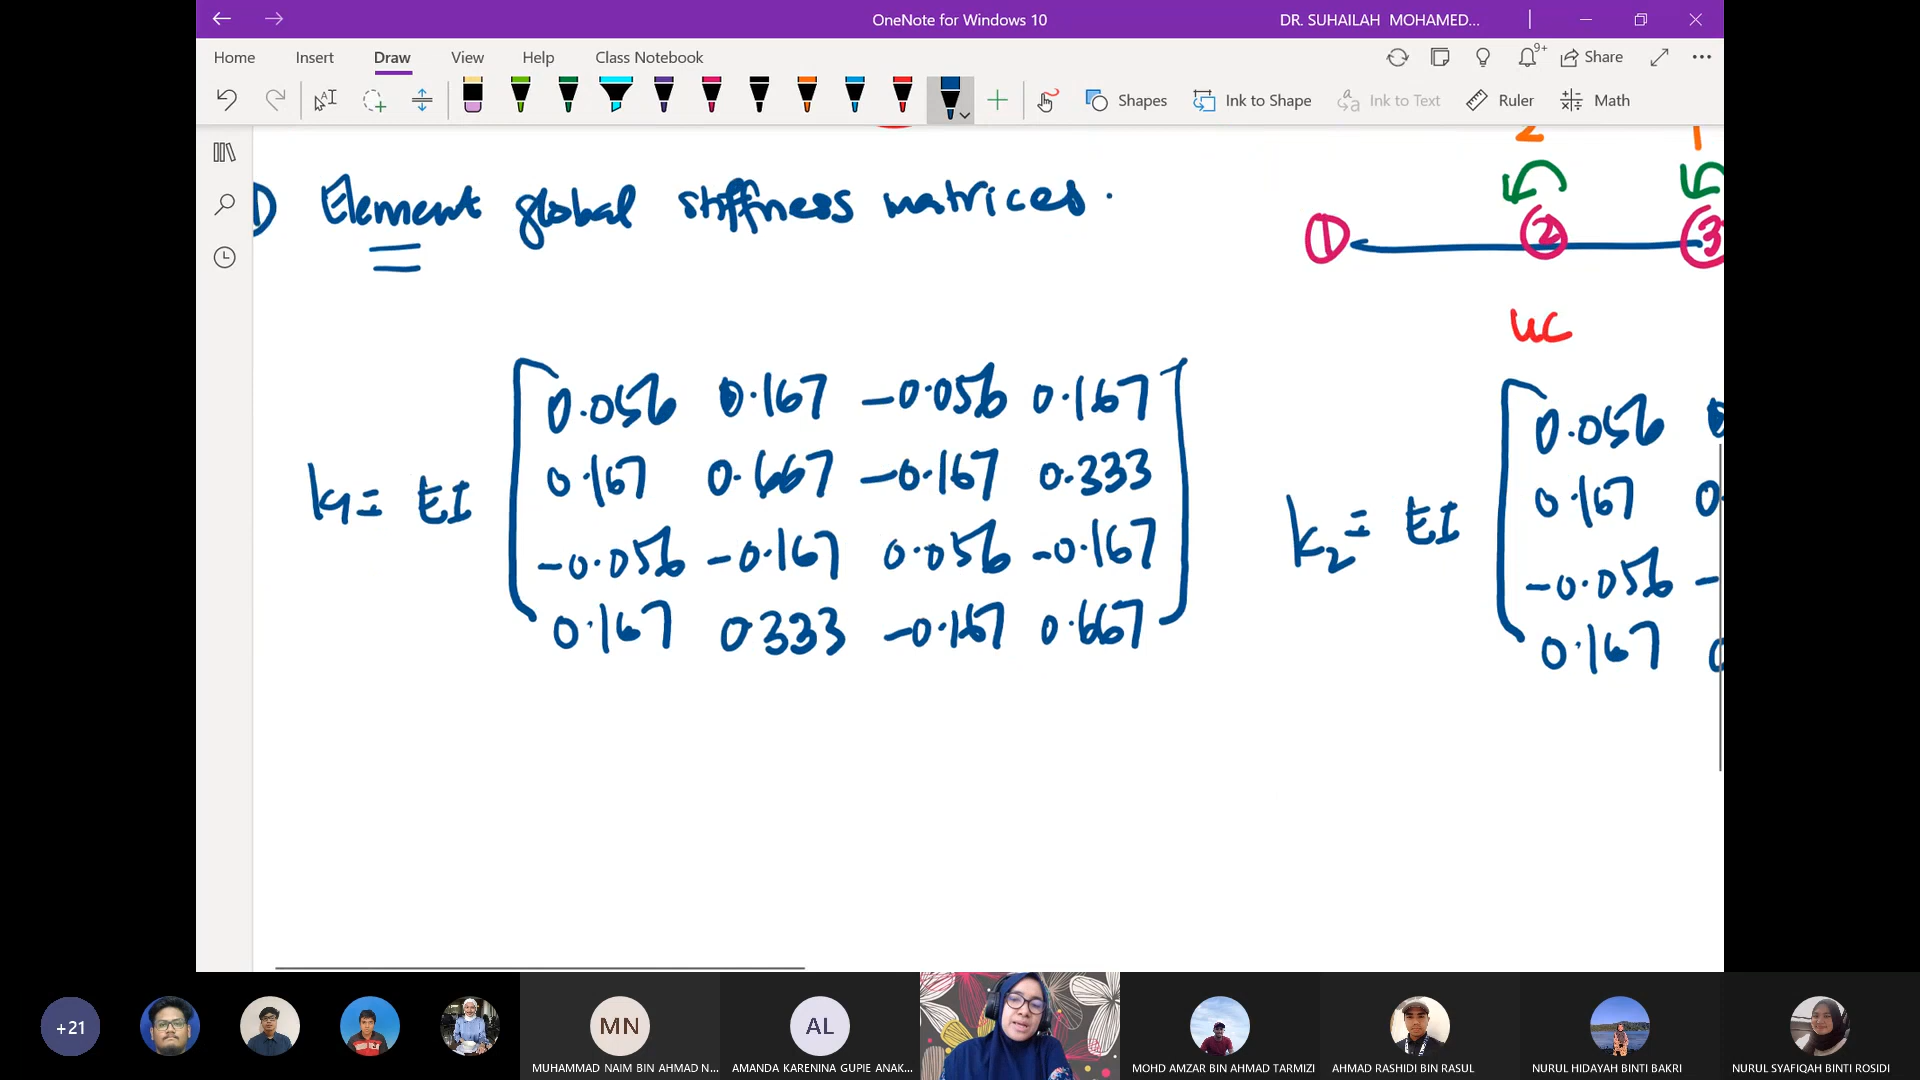 OneNote for Windows 10
DR. SUHAILAH MOHAMED...
Home Insert Draw View Help Class Notebook
9+ Share
Shapes Ink to Shape Ink to Text Ruler Math
2 1
D Element global stiffness matrices.
1 2 3
UC
k1 = EI
0.056 0.167 -0.056 0.167
0.167 0.667 -0.167 0.333
-0.056 -0.167 0.056 -0.167
0.167 0.333 -0.167 0.667
k2 = EI
0.056
0.167 0.
-0.056 -
0.167 0
+21
MN
AL
MUHAMMAD NAIM BIN AHMAD N...
AMANDA KARENINA GUPIE ANAK...
MOHD AMZAR BIN AHMAD TARMIZI
AHMAD RASHIDI BIN RASUL
NURUL HIDAYAH BINTI BAKRI
NURUL SYAFIQAH BINTI ROSIDI